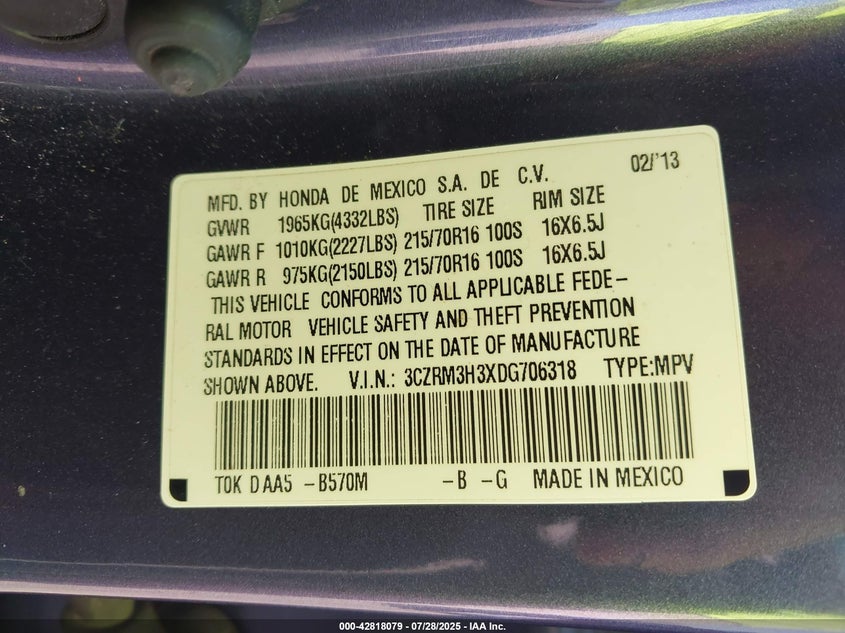 MFD. BY HONDA DE MEXICO S.A. DE C.V. 02/'13
GVWR 1965KG(4332LBS) TIRE SIZE RIM SIZE
GAWR F 1010KG(2227LBS) 215/70R16 100S 16X6.5J
GAWR R 975KG(2150LBS) 215/70R16 100S 16X6.5J
THIS VEHICLE CONFORMS TO ALL APPLICABLE FEDE-
RAL MOTOR VEHICLE SAFETY AND THEFT PREVENTION
STANDARDS IN EFFECT ON THE DATE OF MANUFACTURE
SHOWN ABOVE. V.I.N.: 3CZRM3H3XDG706318 TYPE:MPV
T0K D AA5 -B570M -B -G MADE IN MEXICO
000-42818079 - 07/28/2025 - IAA Inc.